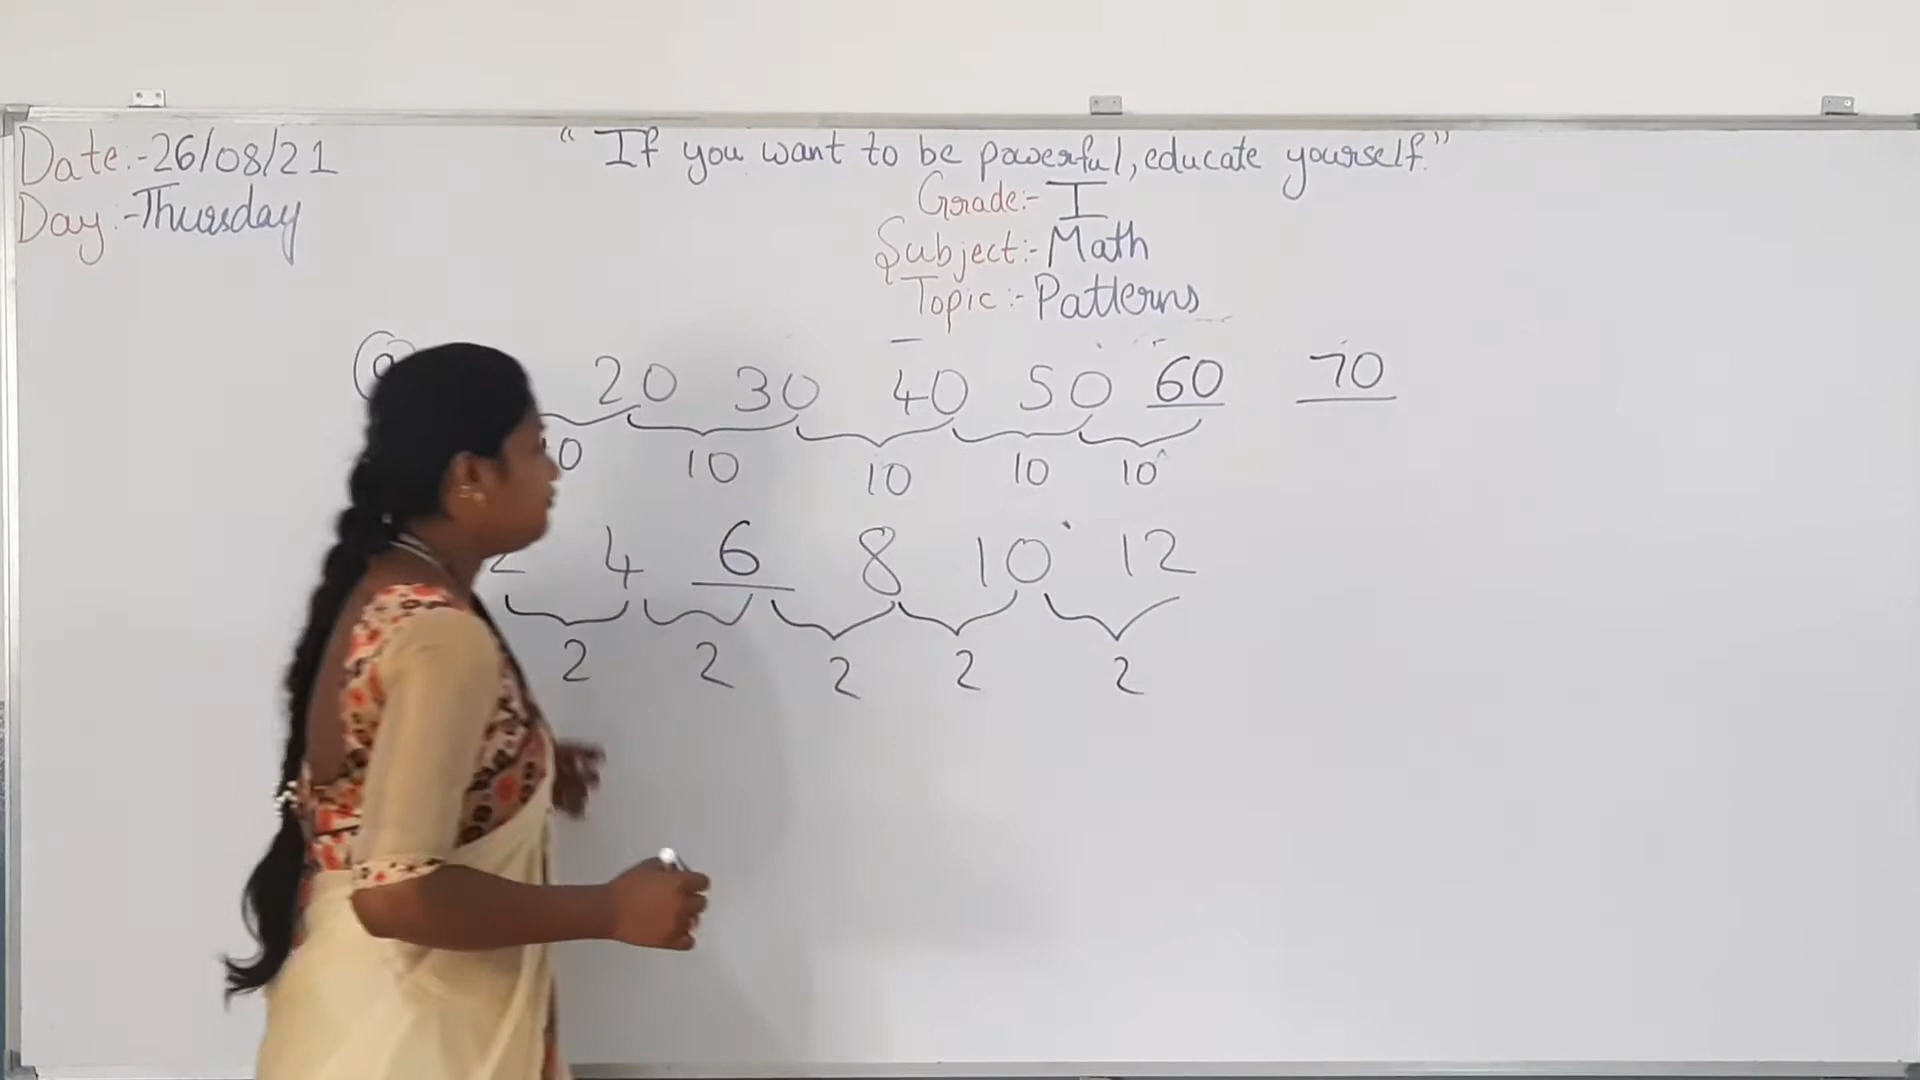 Date:-26/08/21
"If you want to be powerful, educate yourself."
Day:-Thursday
Grade:- I
Subject:- Math
Topic:- Patterns
20 30 40 50 60 70
10 10 10 10
2 4 6 8 10 12
2 2 2 2 2